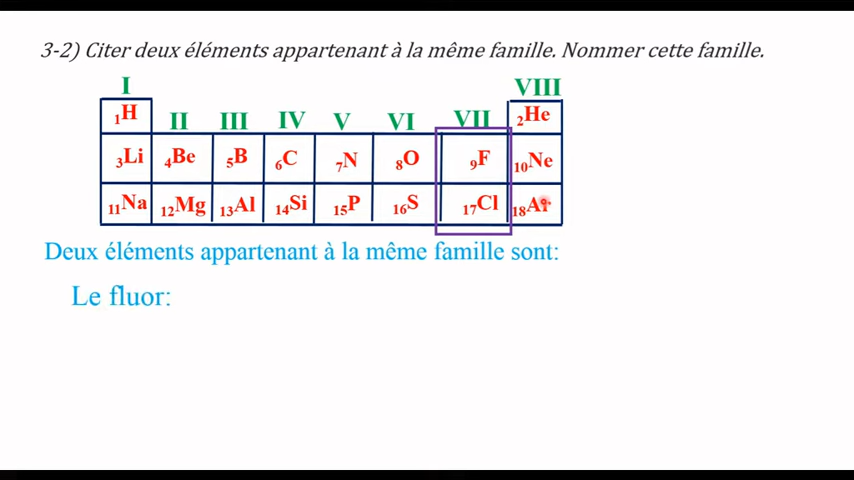 3-2) Citer deux éléments appartenant à la même famille. Nommer cette famille.
I VIII
₁H II III IV V VI VII ₂He
₃Li ₄Be ₅B ₆C ₇N ₈O ₉F ₁₀Ne
₁₁Na ₁₂Mg ₁₃Al ₁₄Si ₁₅P ₁₆S ₁₇Cl ₁₈Ar
Deux éléments appartenant à la même famille sont:
Le fluor: